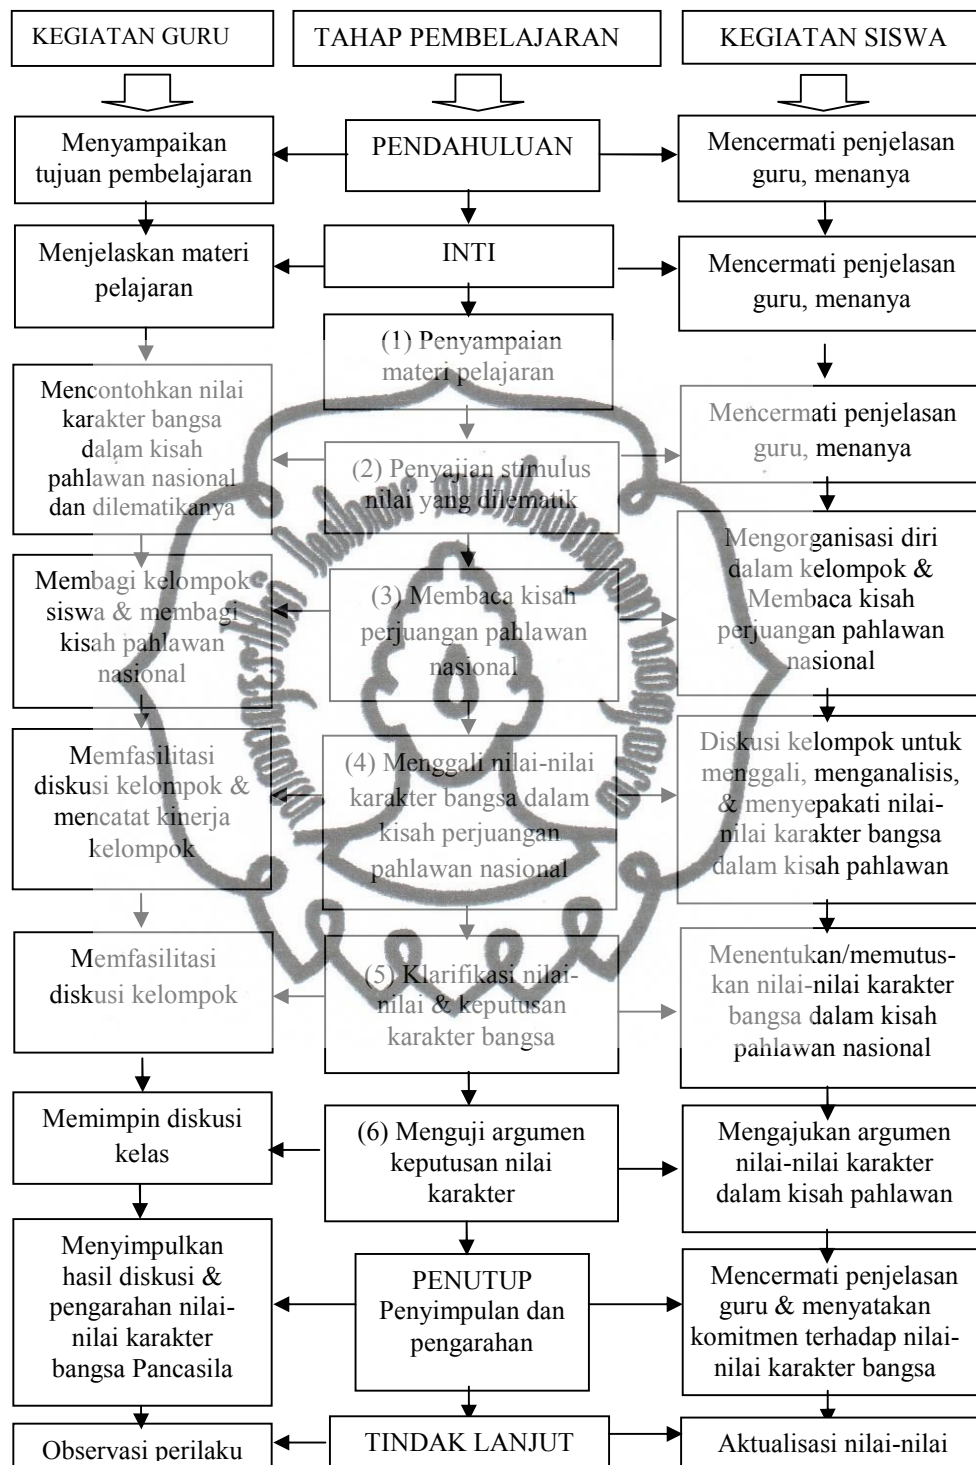 KEGIATAN GURU
TAHAP PEMBELAJARAN
KEGIATAN SISWA
Menyampaikan
tujuan pembelajaran
PENDAHULUAN
Mencermati penjelasan
guru, menanya
Menjelaskan materi
pelajaran
INTI
Mencermati penjelasan
guru, menanya
(1) Penyampaian
materi pelajaran
Mencontohkan nilai
karakter bangsa
dalam kisah
pahlawan nasional
dan dilematikanya
(2) Penyajian stimulus
nilai yang dilematik
Mencermati penjelasan
guru, menanya
Membagi kelompok
siswa & membagi
kisah pahlawan
nasional
(3) Membaca kisah
perjuangan pahlawan
nasional
Mengorganisasi diri
dalam kelompok &
Membaca kisah
perjuangan pahlawan
nasional
Memfasilitasi
diskusi kelompok &
mencatat kinerja
kelompok
(4) Menggali nilai-nilai
karakter bangsa dalam
kisah perjuangan
pahlawan nasional
Diskusi kelompok untuk
menggali, menganalisis,
& menyepakati nilai-
nilai karakter bangsa
dalam kisah pahlawan
Memfasilitasi
diskusi kelompok
(5) Klarifikasi nilai-
nilai & keputusan
karakter bangsa
Menentukan/memutus-
kan nilai-nilai karakter
bangsa dalam kisah
pahlawan nasional
Memimpin diskusi
kelas
(6) Menguji argumen
keputusan nilai
karakter
Mengajukan argumen
nilai-nilai karakter
dalam kisah pahlawan
Menyimpulkan
hasil diskusi &
pengarahan nilai-
nilai karakter
bangsa Pancasila
PENUTUP
Penyimpulan dan
pengarahan
Mencermati penjelasan
guru & menyatakan
komitmen terhadap nilai-
nilai karakter bangsa
Observasi perilaku
TINDAK LANJUT
Aktualisasi nilai-nilai